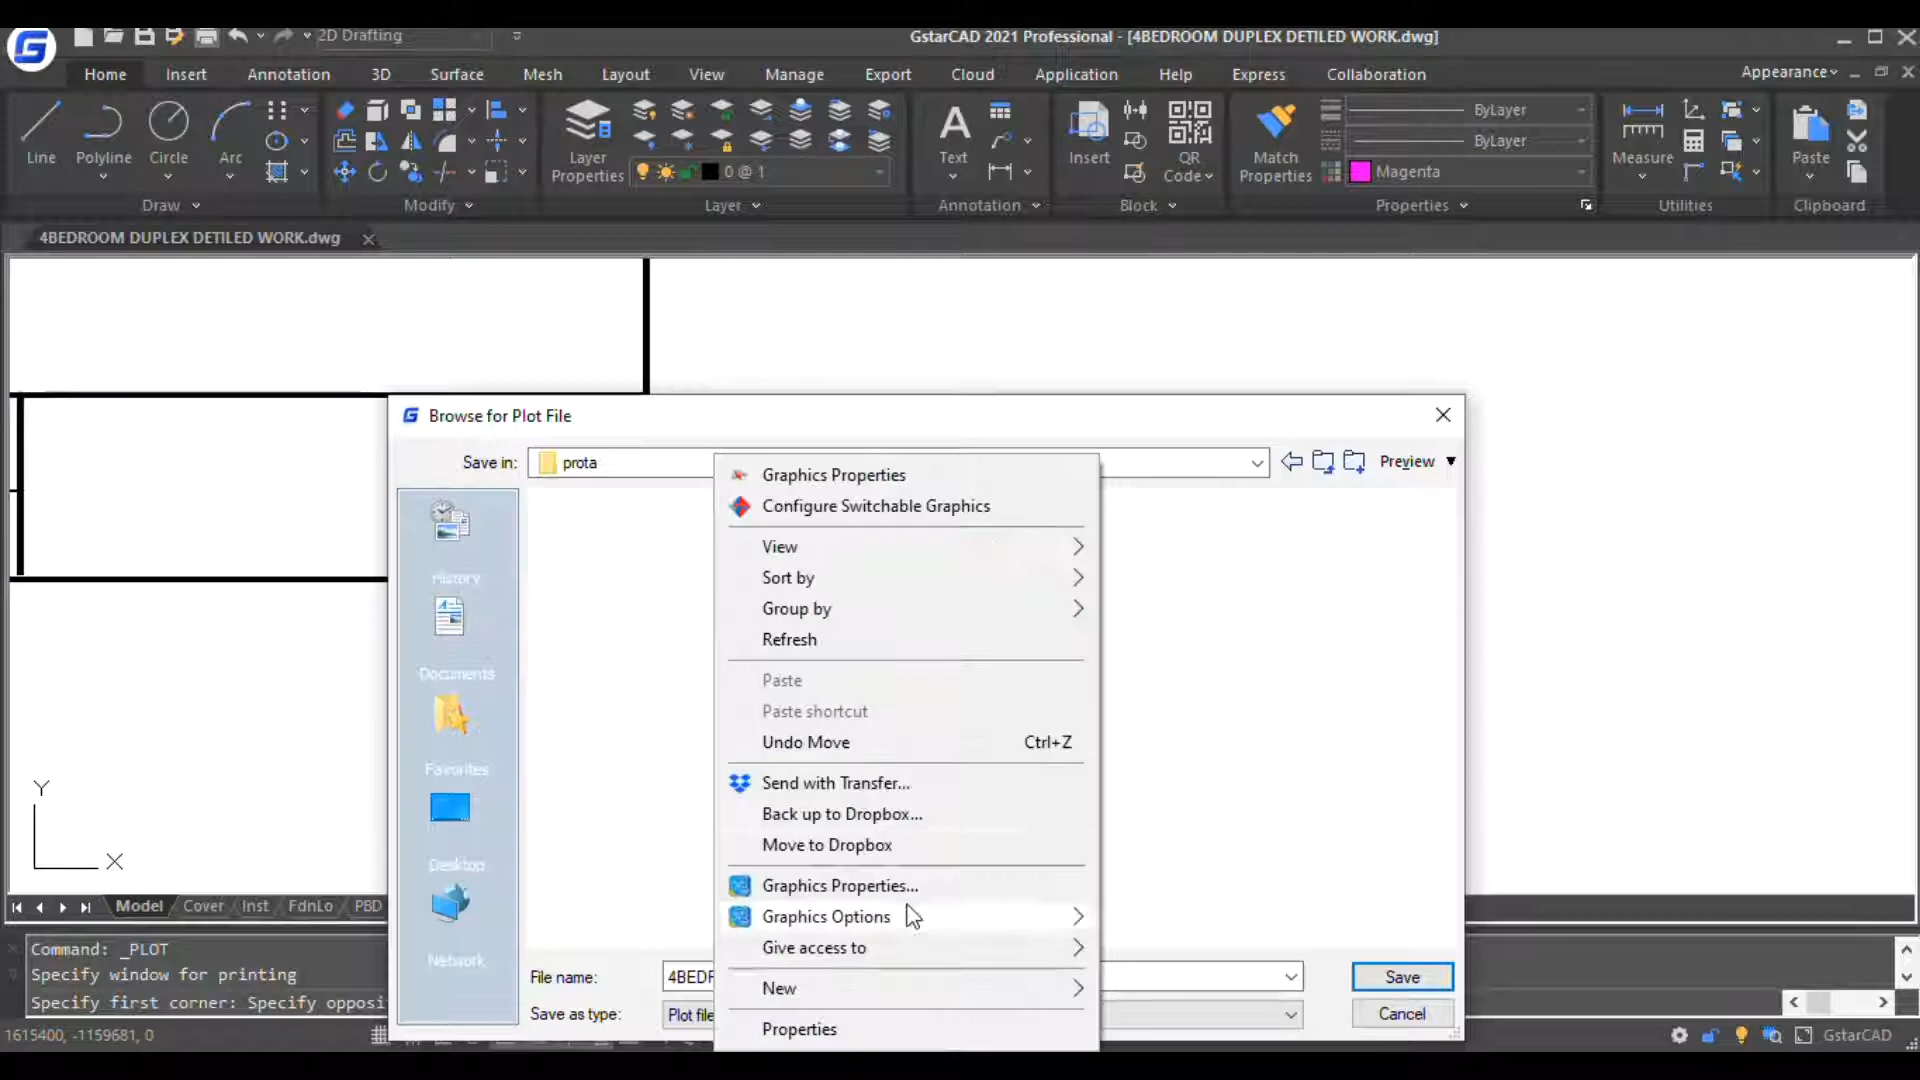 2D Drafting
GstarCAD 2021 Professional - [4BEDROOM DUPLEX DETILED WORK.dwg]
Home Insert Annotation 3D Surface Mesh Layout View Manage Export Cloud Application Help Express Collaboration Appearance
Line Polyline Circle Arc
Layer Properties
0 @ 1
Text
Insert
QR Code
Match Properties
ByLayer
ByLayer
Magenta
Measure
Paste
Draw Modify Layer Annotation Block Properties Utilities Clipboard
4BEDROOM DUPLEX DETILED WORK.dwg
Browse for Plot File
Save in: prota Preview
History
Documents
Favorites
Desktop
Network
Graphics Properties
Configure Switchable Graphics
View
Sort by
Group by
Refresh
Paste
Paste shortcut
Undo Move Ctrl+Z
Send with Transfer...
Back up to Dropbox...
Move to Dropbox
Graphics Properties...
Graphics Options
Give access to
New
Properties
File name: 4BEDR
Save
Save as type: Plot file
Cancel
Y
X
Model Cover Inst FdnLo PBD
Command: _PLOT
Specify window for printing
Specify first corner: Specify opposi
1615400, -1159681, 0
GstarCAD